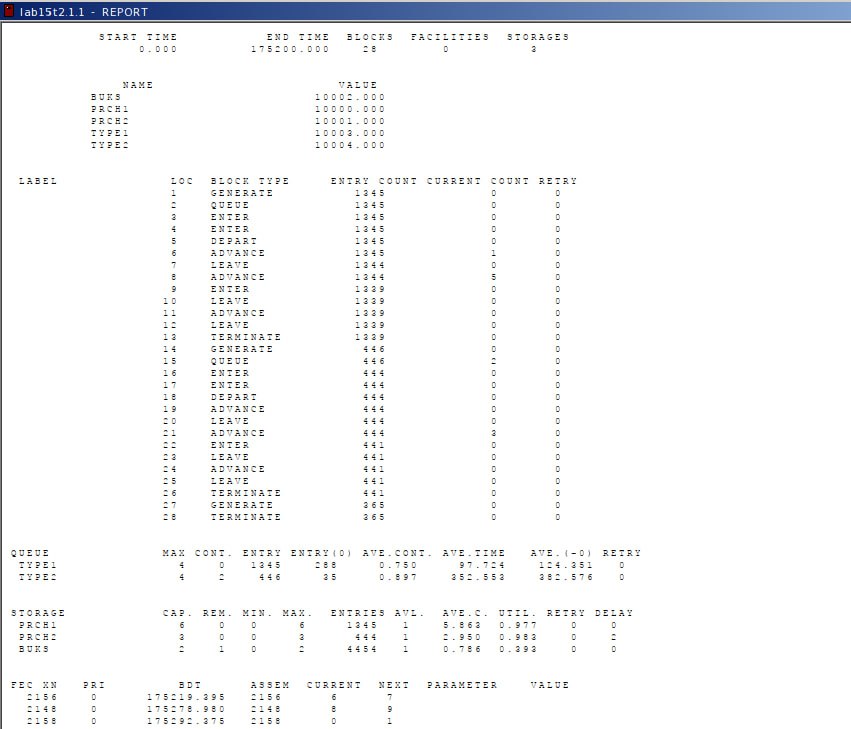 lab15t2.1.1 - REPORT
START TIME END TIME BLOCKS FACILITIES STORAGES
0.000 175200.000 28 0 3
NAME VALUE
BUKS 10002.000
PRCH1 10000.000
PRCH2 10001.000
TYPE1 10003.000
TYPE2 10004.000
LABEL LOC BLOCK TYPE ENTRY COUNT CURRENT COUNT RETRY
1 GENERATE 1345 0 0
2 QUEUE 1345 0 0
3 ENTER 1345 0 0
4 ENTER 1345 0 0
5 DEPART 1345 0 0
6 ADVANCE 1345 1 0
7 LEAVE 1344 0 0
8 ADVANCE 1344 5 0
9 ENTER 1339 0 0
10 LEAVE 1339 0 0
11 ADVANCE 1339 0 0
12 LEAVE 1339 0 0
13 TERMINATE 1339 0 0
14 GENERATE 446 0 0
15 QUEUE 446 2 0
16 ENTER 444 0 0
17 ENTER 444 0 0
18 DEPART 444 0 0
19 ADVANCE 444 0 0
20 LEAVE 444 0 0
21 ADVANCE 444 3 0
22 ENTER 441 0 0
23 LEAVE 441 0 0
24 ADVANCE 441 0 0
25 LEAVE 441 0 0
26 TERMINATE 441 0 0
27 GENERATE 365 0 0
28 TERMINATE 365 0 0
QUEUE MAX CONT. ENTRY ENTRY(0) AVE.CONT. AVE.TIME AVE.(-0) RETRY
TYPE1 4 0 1345 288 0.750 97.724 124.351 0
TYPE2 4 2 446 35 0.897 352.553 382.576 0
STORAGE CAP. REM. MIN. MAX. ENTRIES AVL. AVE.C. UTIL. RETRY DELAY
PRCH1 6 0 0 6 1345 1 5.863 0.977 0 0
PRCH2 3 0 0 3 444 1 2.950 0.983 0 2
BUKS 2 1 0 2 4454 1 0.786 0.393 0 0
FEC XN PRI BDT ASSEM CURRENT NEXT PARAMETER VALUE
2156 0 175219.395 2156 6 7
2148 0 175278.980 2148 8 9
2158 0 175292.375 2158 0 1